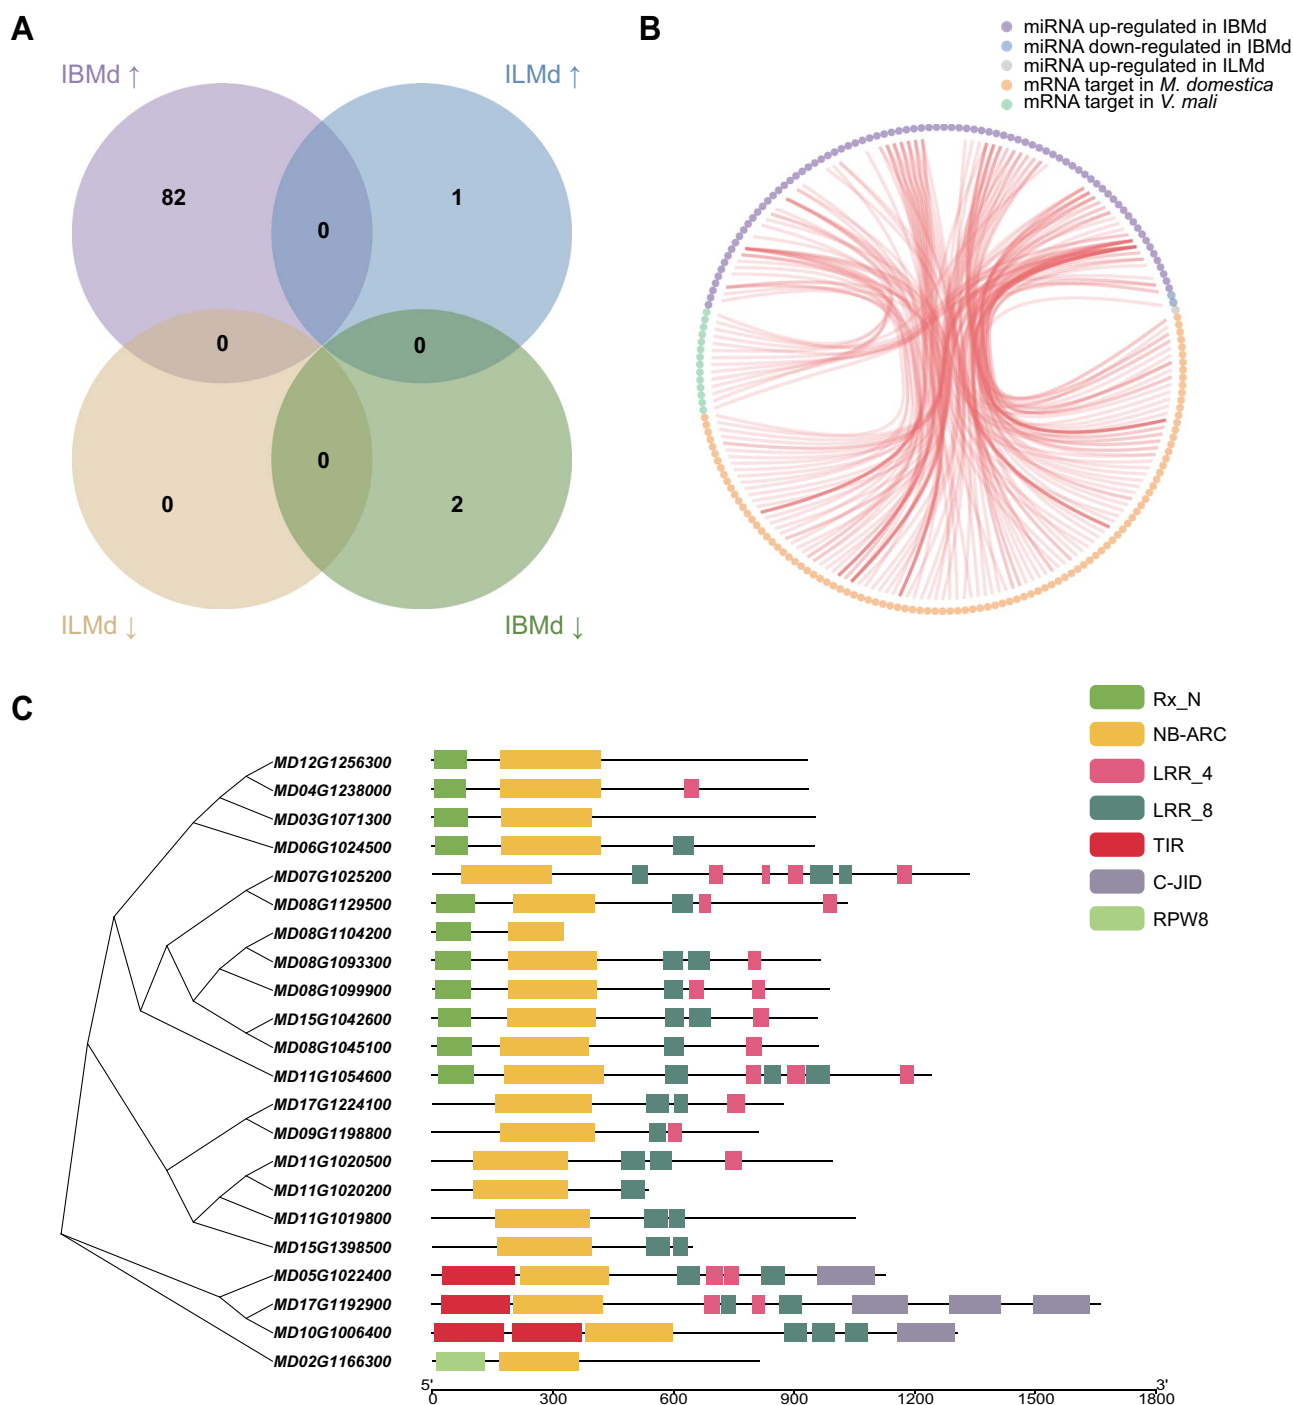 A
IBMd ↑
ILMd ↑
82
1
0
0
0
0
0
2
ILMd ↓
IBMd ↓
B
miRNA up-regulated in IBMd
miRNA down-regulated in IBMd
miRNA up-regulated in ILMd
mRNA target in M. domestica
mRNA target in V. mali
C
Rx_N
NB-ARC
LRR_4
LRR_8
TIR
C-JID
RPW8
MD12G1256300
MD04G1238000
MD03G1071300
MD06G1024500
MD07G1025200
MD08G1129500
MD08G1104200
MD08G1093300
MD08G1099900
MD15G1042600
MD08G1045100
MD11G1054600
MD17G1224100
MD09G1198800
MD11G1020500
MD11G1020200
MD11G1019800
MD15G1398500
MD05G1022400
MD17G1192900
MD10G1006400
MD02G1166300
5' 3'
0 300 600 900 1200 1500 1800